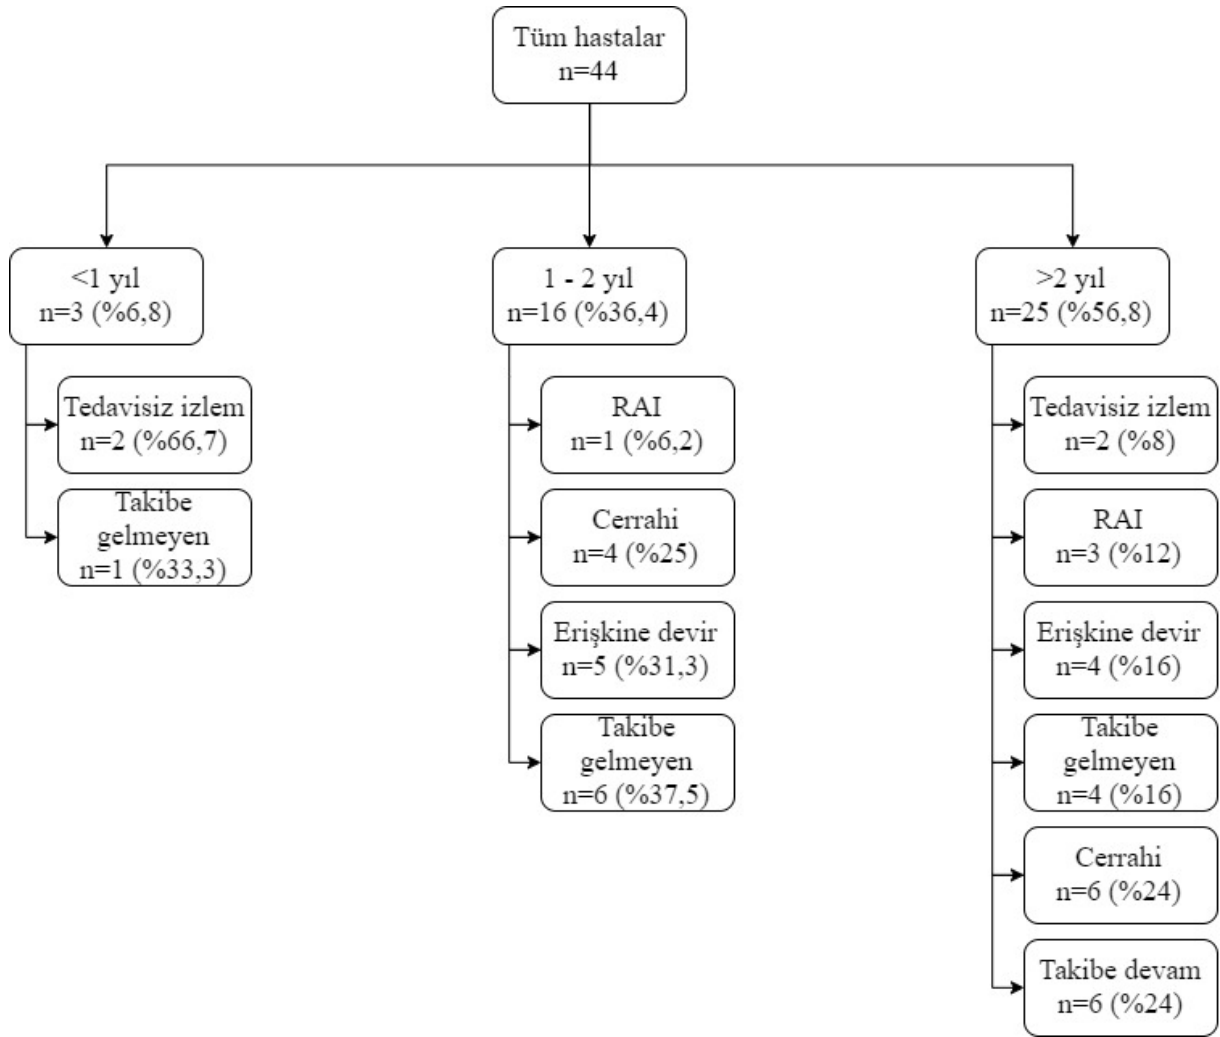 Tüm hastalar
n=44
<1 yıl
n=3 (%6,8)
Tedavisiz izlem
n=2 (%66,7)
Takibe
gelmeyen
n=1 (%33,3)
1 - 2 yıl
n=16 (%36,4)
RAI
n=1 (%6,2)
Cerrahi
n=4 (%25)
Erişkine devir
n=5 (%31,3)
Takibe
gelmeyen
n=6 (%37,5)
>2 yıl
n=25 (%56,8)
Tedavisiz izlem
n=2 (%8)
RAI
n=3 (%12)
Erişkine devir
n=4 (%16)
Takibe
gelmeyen
n=4 (%16)
Cerrahi
n=6 (%24)
Takibe devam
n=6 (%24)